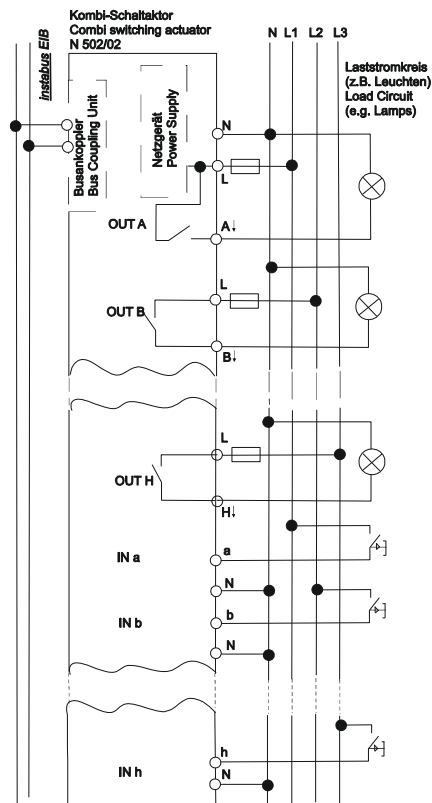 Kombi-Schaltaktor
Combi switching actuator
N 502/02
instabus EIB
N L1 L2 L3
Laststromkreis
(z.B. Leuchten)
Load Circuit
(e.g. Lamps)
Busankoppler
Bus Coupling Unit
Netzgerät
Power Supply
N
L
OUT A
A↓
L
OUT B
B↓
L
OUT H
H↓
a
IN a
N
b
IN b
N
h
IN h
N